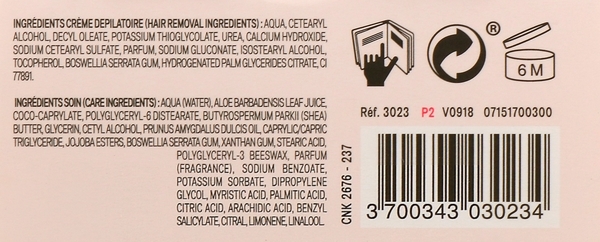 INGRÉDIENTS CRÈME DEPILATOIRE (HAIR REMOVAL INGREDIENTS) : AQUA, CETEARYL
ALCOHOL, DECYL OLEATE, POTASSIUM THIOGLYCOLATE, UREA, CALCIUM HYDROXIDE,
SODIUM CETEARYL SULFATE, PARFUM, SODIUM GLUCONATE, ISOSTEARYL ALCOHOL,
TOCOPHEROL, BOSWELLIA SERRATA GUM, HYDROGENATED PALM GLYCERIDES CITRATE, CI
77891.
INGRÉDIENTS SOIN (CARE INGREDIENTS) : AQUA (WATER), ALOE BARBADENSIS LEAF JUICE,
COCO-CAPRYLATE, POLYGLYCERYL-6 DISTEARATE, BUTYROSPERMUM PARKII (SHEA)
BUTTER, GLYCERIN, CETYL ALCOHOL, PRUNUS AMYGDALUS DULCIS OIL, CAPRYLIC/CAPRIC
TRIGLYCERIDE, JOJOBA ESTERS, BOSWELLIA SERRATA GUM, XANTHAN GUM, STEARIC ACID,
POLYGLYCERYL-3 BEESWAX, PARFUM
(FRAGRANCE), SODIUM BENZOATE,
POTASSIUM SORBATE, DIPROPYLENE
GLYCOL, MYRISTIC ACID, PALMITIC ACID,
CITRIC ACID, ARACHIDIC ACID, BENZYL
SALICYLATE, CITRAL, LIMONENE, LINALOOL.
®
6 M
Réf. 3023 P2 V0918 07151700300
CNK 2676 - 237
3 700343 030234